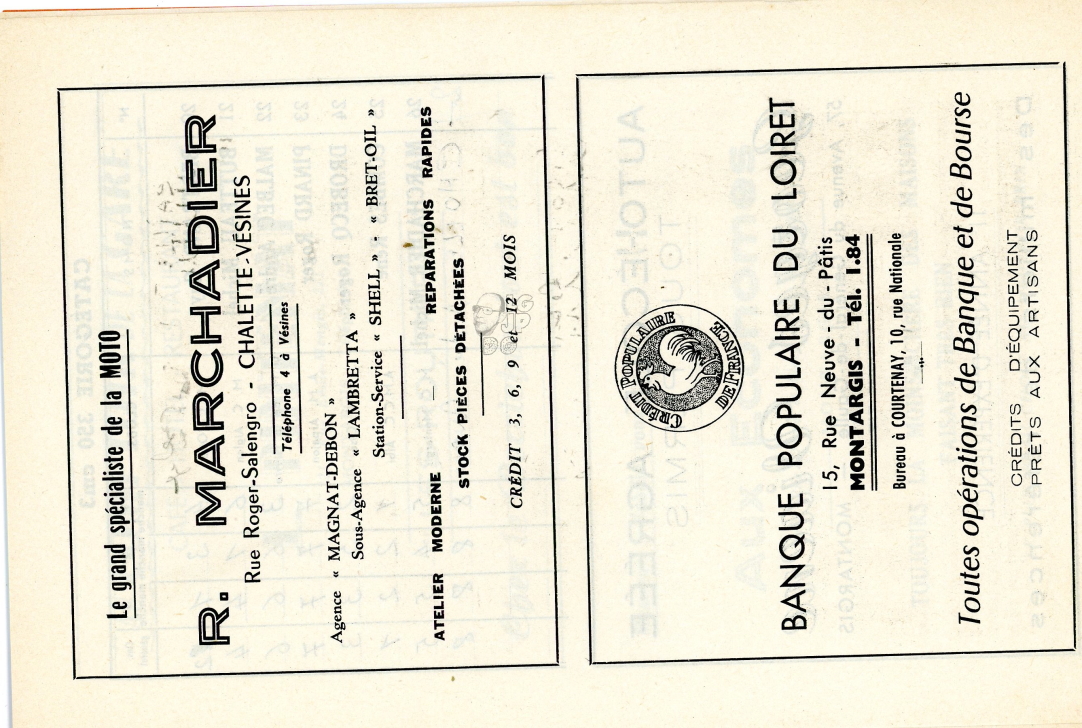 Le grand spécialiste de la MOTO
R. MARCHADIER
Rue Roger-Salengro - CHALETTE-VÉSINES
Téléphone 4 à Vésines
Agence « MAGNAT-DEBON »
Sous-Agence « LAMBRETTA »
Station-Service « SHELL » - « BRET-OIL »
ATELIER MODERNE REPARATIONS RAPIDES
STOCK PIÈCES DÉTACHÉES
CRÉDIT 3, 6, 9 et 12 MOIS
CRÉDIT POPULAIRE
DE FRANCE
BANQUE POPULAIRE DU LOIRET
15, Rue Neuve - du - Pâtis
MONTARGIS - Tél. 1.84
Bureau à COURTENAY, 10, rue Nationale
Toutes opérations de Banque et de Bourse
CRÉDITS D'ÉQUIPEMENT
PRÊTS AUX ARTISANS